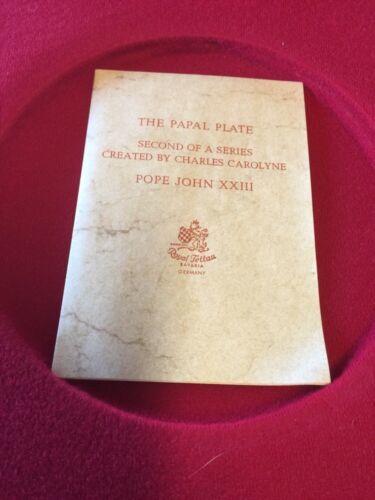 THE PAPAL PLATE
SECOND OF A SERIES
CREATED BY CHARLES CAROLYNE
POPE JOHN XXIII
Royal Tettau
BAVARIA
GERMANY